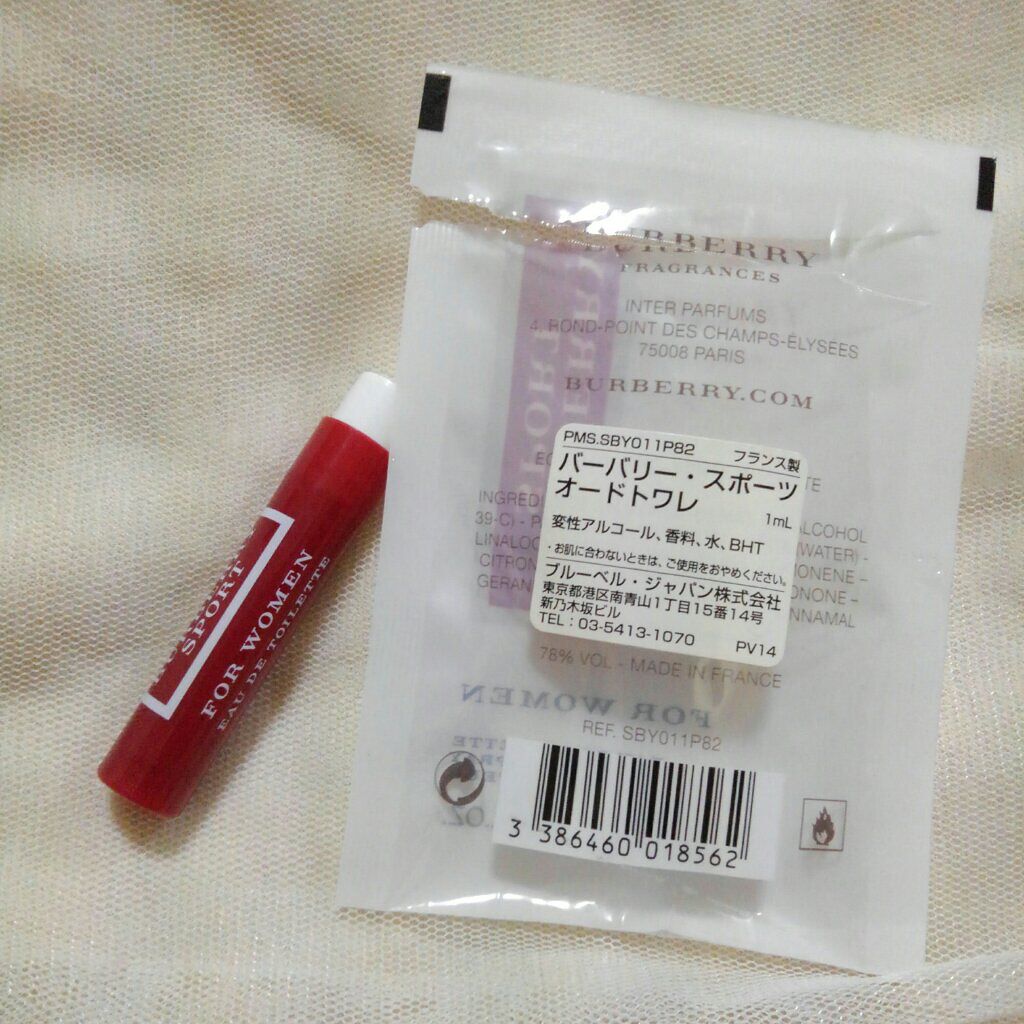 SPORT
FOR WOMEN
EAU DE TOILETTE
BURBERRY
FRAGRANCES
INTER PARFUMS
4, ROND-POINT DES CHAMPS-ELYSÉES
75008 PARIS
BURBERRY.COM
SPORT
PMS.SBY011P82 フランス製
バーバリー・スポーツ
オードトワレ 1mL
変性アルコール、香料、水、BHT
・お肌に合わないときは、ご使用をおやめください。
ブルーベル・ジャパン株式会社
東京都港区南青山1丁目15番14号
新乃木坂ビル
TEL：03-5413-1070 PV14
ALCOHOL
39-C) - (WATER) -
78% VOL - MADE IN FRANCE
FOR WOMEN
REF. SBY011P82
3 386460 018562